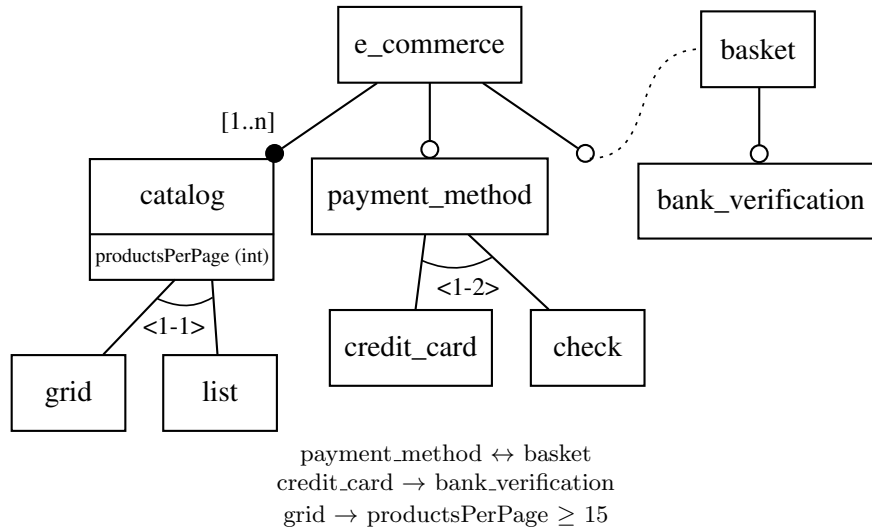 e_commerce
basket
[1..n]
catalog
payment_method
bank_verification
productsPerPage (int)
<1-1>
<1-2>
credit_card
check
grid
list
payment_method ↔ basket
credit_card → bank_verification
grid → productsPerPage ≥ 15